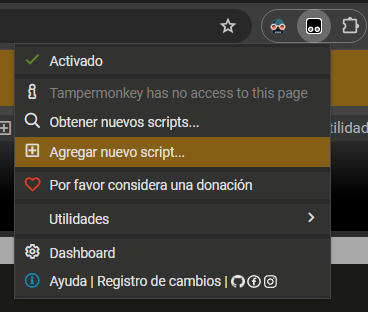 Activado
Tampermonkey has no access to this page
Obtener nuevos scripts...
Agregar nuevo script...
tilidad
Por favor considera una donación
Utilidades
Dashboard
Ayuda | Registro de cambios |